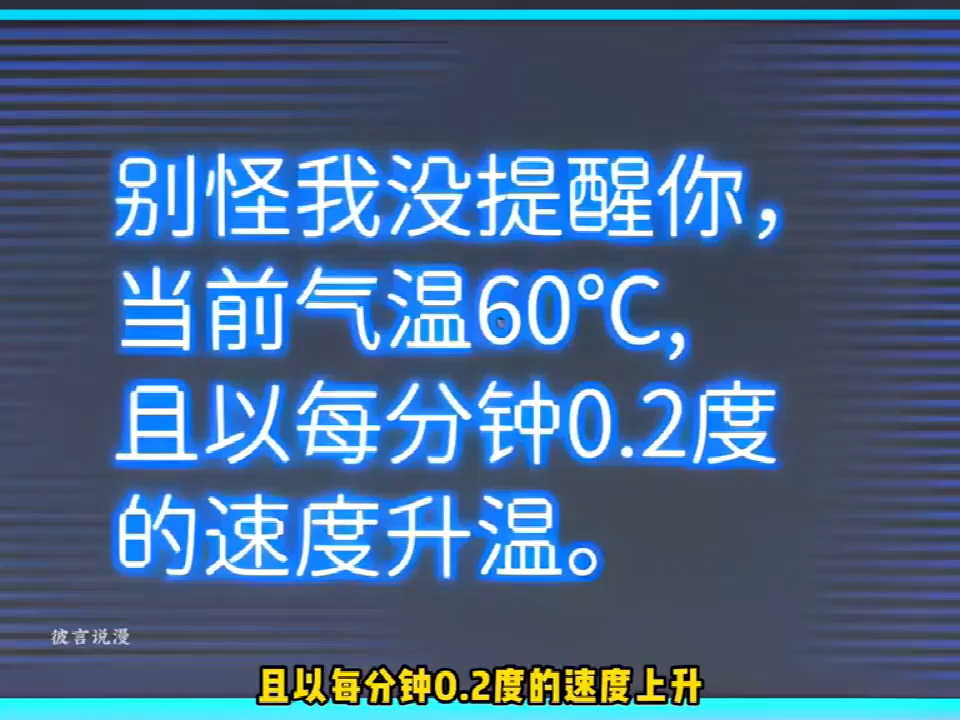 别怪我没提醒你，
当前气温60℃,
且以每分钟0.2度
的速度升温。
彼言说漫
且以每分钟0.2度的速度上升